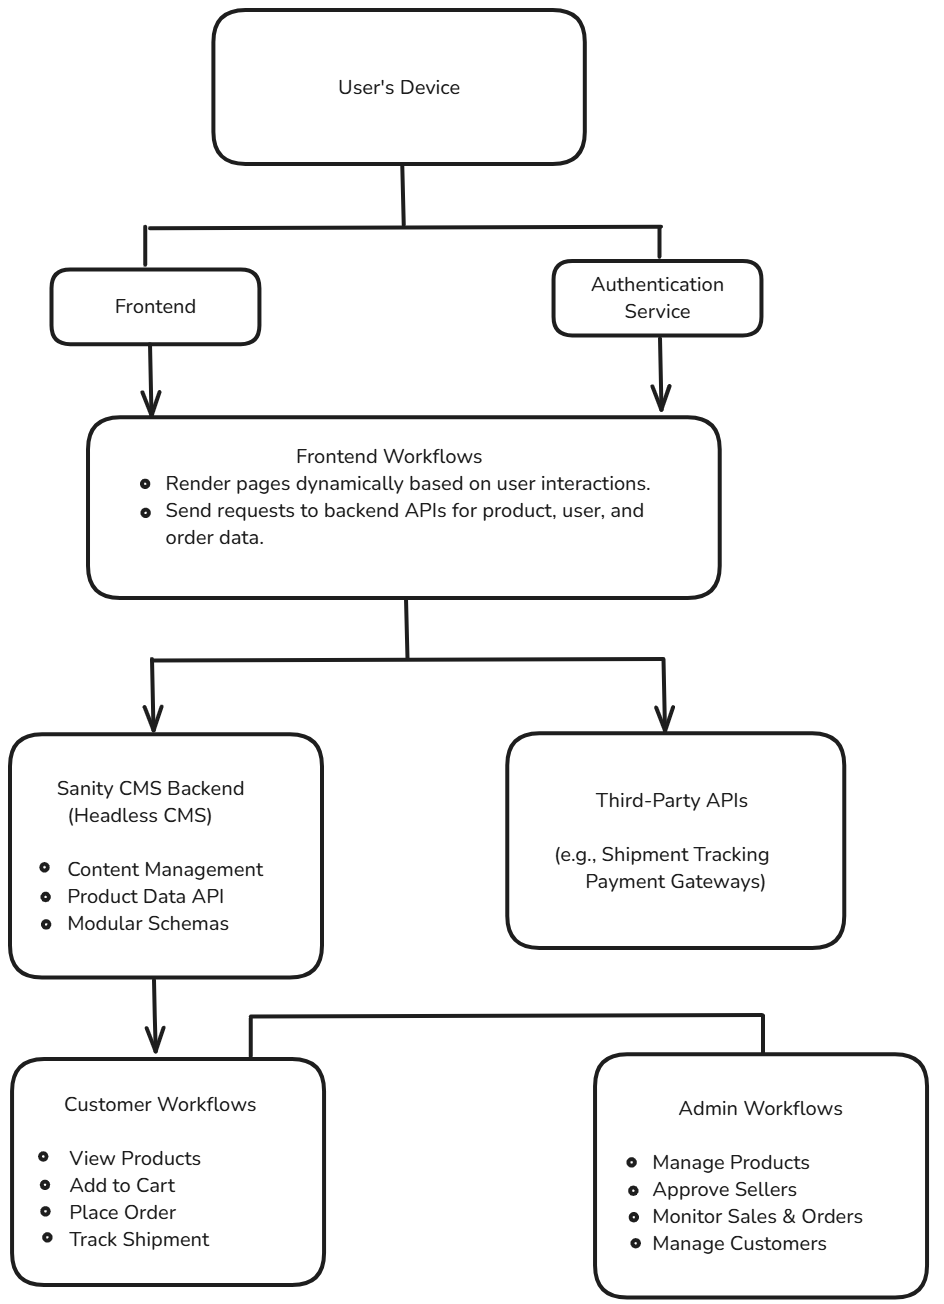 User's Device
Frontend
Authentication
Service
Frontend Workflows
Render pages dynamically based on user interactions.
Send requests to backend APIs for product, user, and
order data.
Sanity CMS Backend
(Headless CMS)
Content Management
Product Data API
Modular Schemas
Third-Party APIs
(e.g., Shipment Tracking
Payment Gateways)
Customer Workflows
View Products
Add to Cart
Place Order
Track Shipment
Admin Workflows
Manage Products
Approve Sellers
Monitor Sales & Orders
Manage Customers